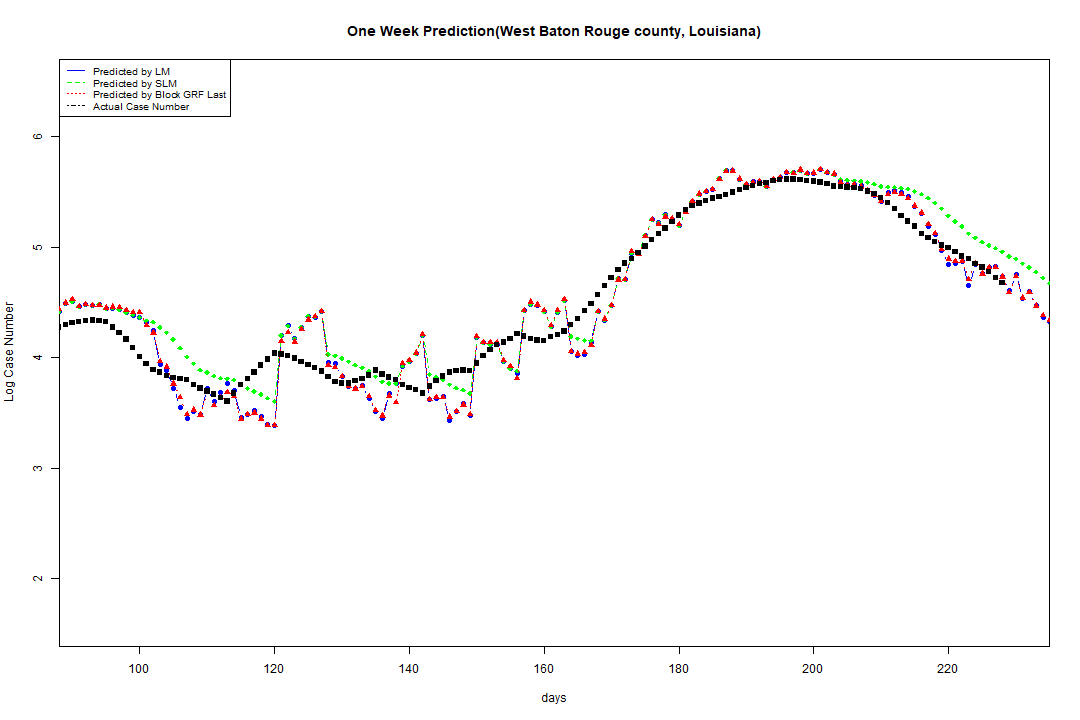 One Week Prediction(West Baton Rouge county, Louisiana)
Predicted by LM
Predicted by SLM
Predicted by Block GRF Last
Actual Case Number
6
5
4
3
2
Log Case Number
100 120 140 160 180 200 220
days